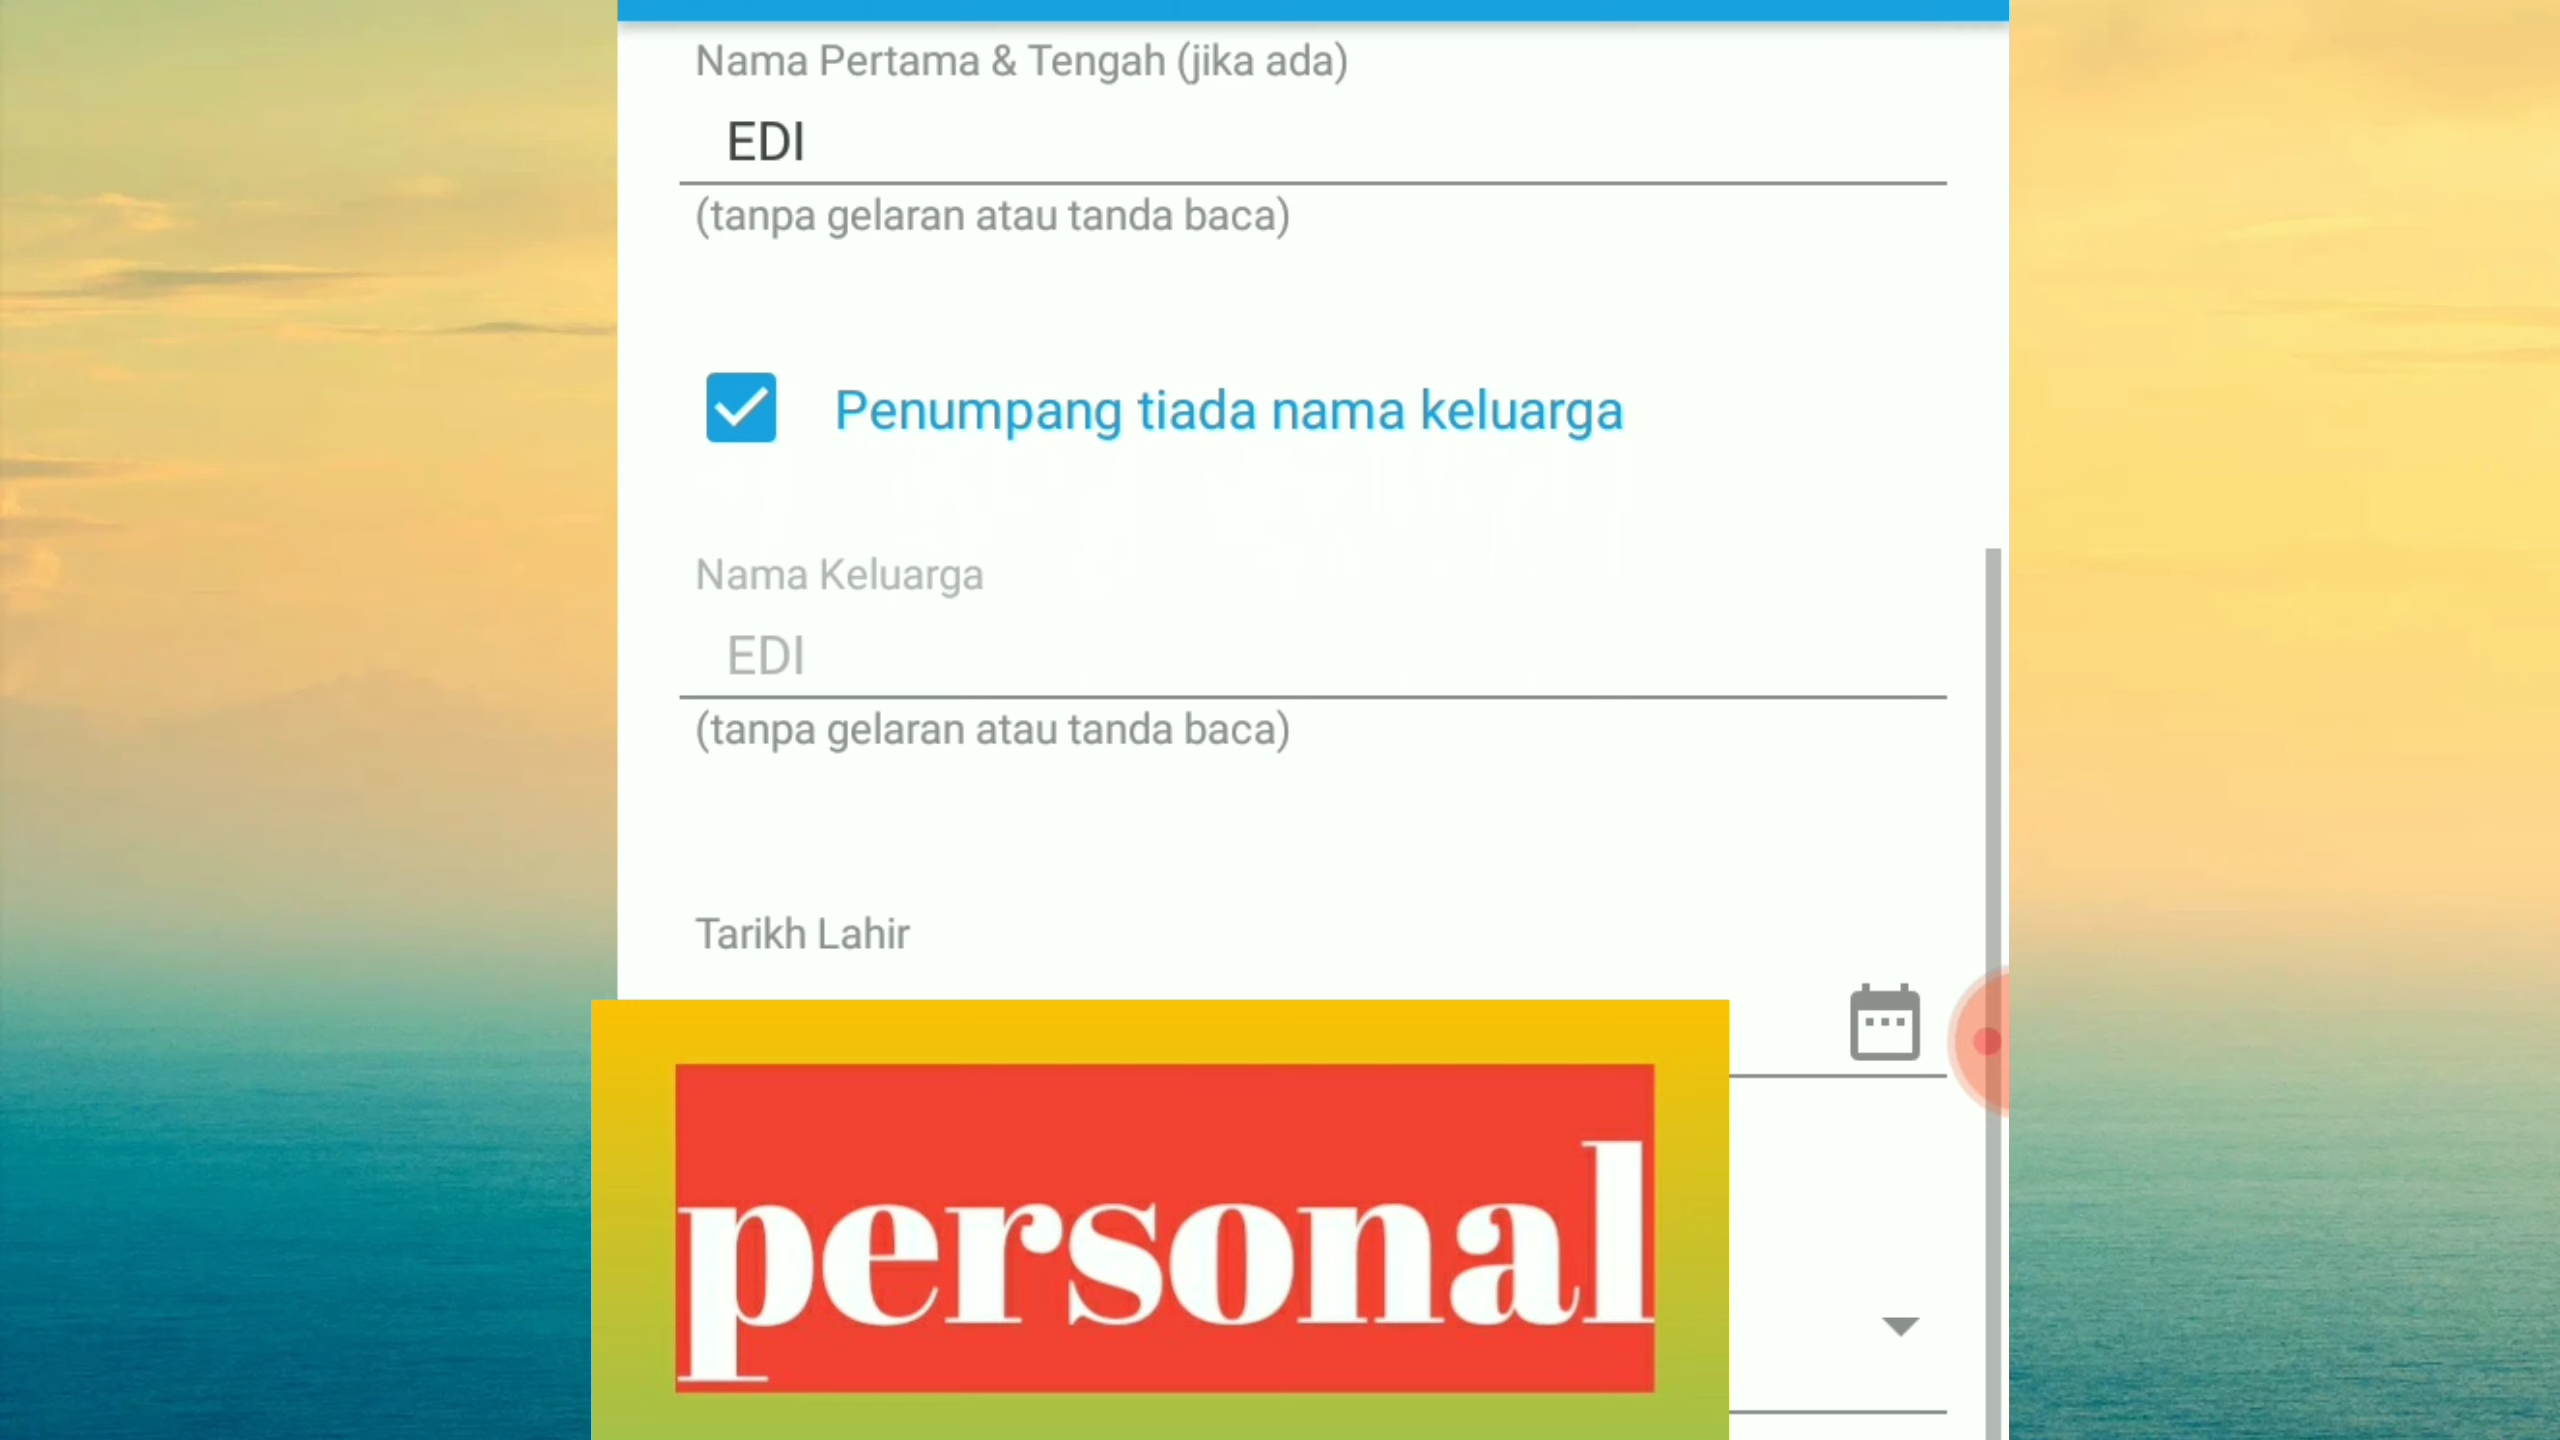 Nama Pertama & Tengah (jika ada)
EDI
(tanpa gelaran atau tanda baca)
Penumpang tiada nama keluarga
Nama Keluarga
EDI
(tanpa gelaran atau tanda baca)
Tarikh Lahir
personal